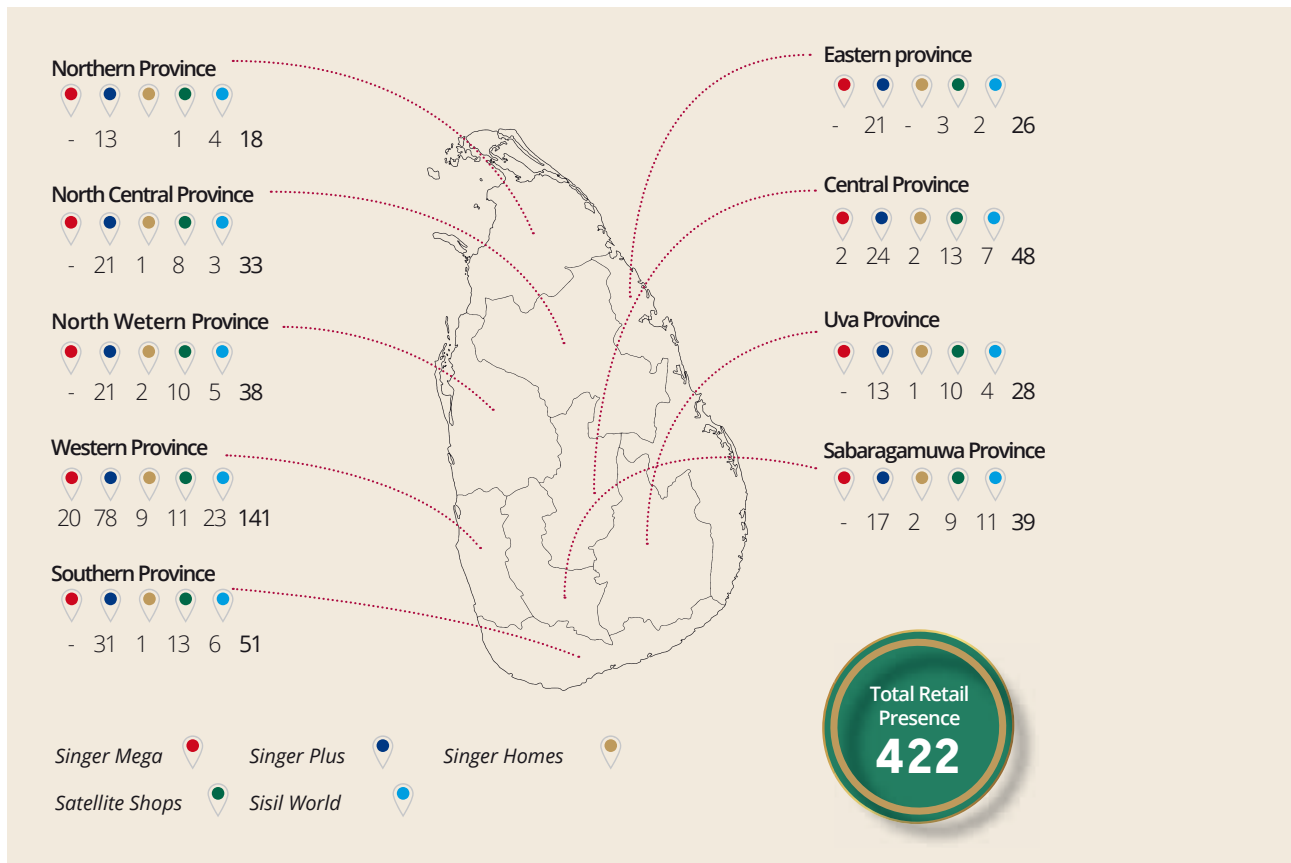 Northern Province
- 13 1 4 18
North Central Province
- 21 1 8 3 33
North Wetern Province
- 21 2 10 5 38
Western Province
20 78 9 11 23 141
Southern Province
- 31 1 13 6 51
Eastern province
- 21 - 3 2 26
Central Province
2 24 2 13 7 48
Uva Province
- 13 1 10 4 28
Sabaragamuwa Province
- 17 2 9 11 39
Singer Mega Singer Plus Singer Homes
Satellite Shops Sisil World
Total Retail
Presence
422